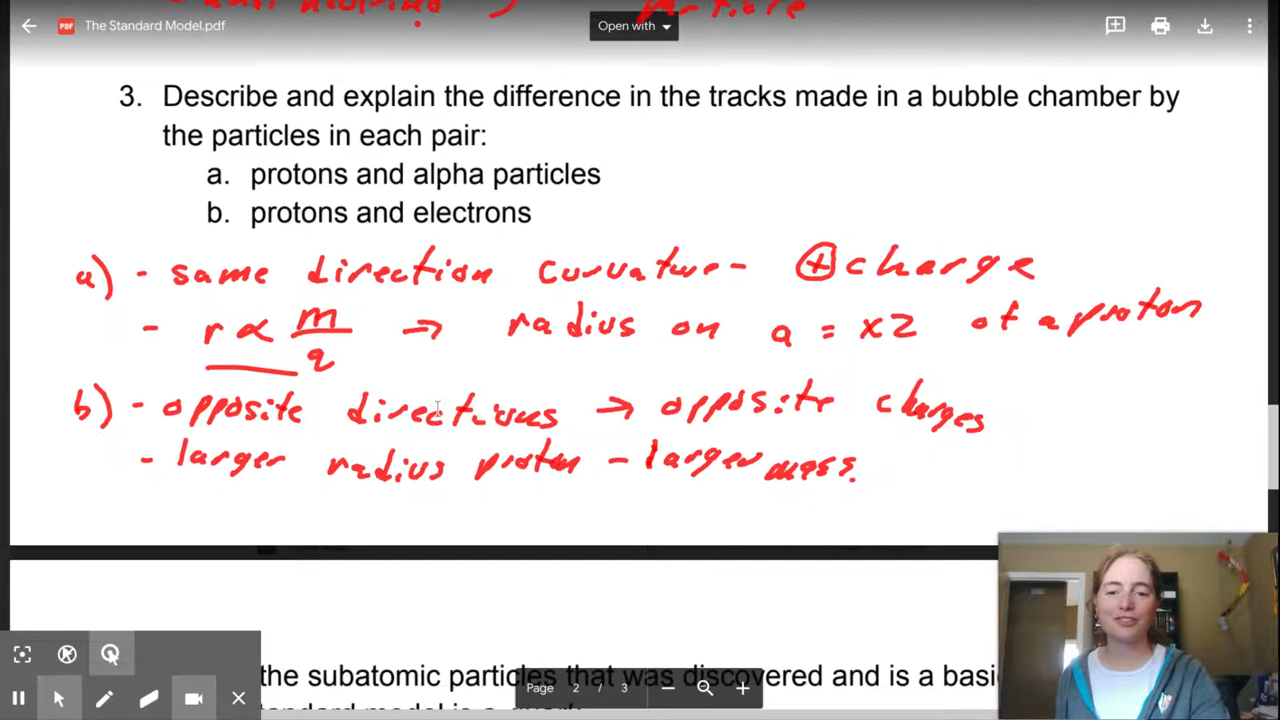 The Standard Model.pdf
Open with
3. Describe and explain the difference in the tracks made in a bubble chamber by
the particles in each pair:
a. protons and alpha particles
b. protons and electrons
a) - same direction curvature - ⊕ charge
- r ∝ m/q ⇒ radius on a = x2 of a proton
b) - opposite directions → opposite charges
- larger radius proton - larger mass.
the subatomic particles that was discovered and is a basi
Page 2 / 3